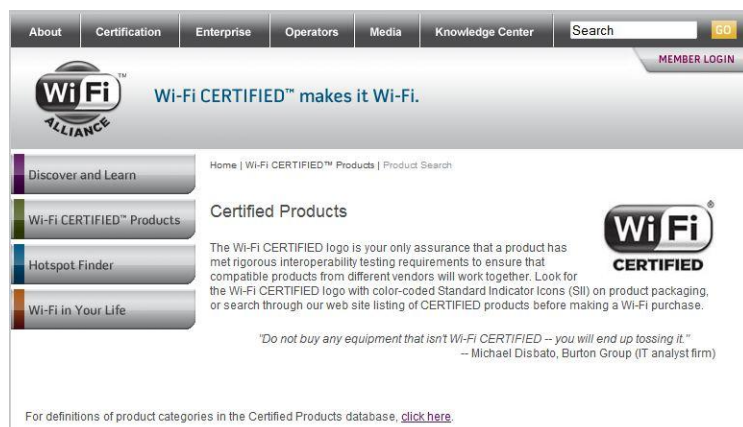 About Certification Enterprise Operators Media Knowledge Center Search GO
MEMBER LOGIN
Wi Fi™
ALLIANCE
Wi-Fi CERTIFIED™ makes it Wi-Fi.
Discover and Learn
Wi-Fi CERTIFIED™ Products
Hotspot Finder
Wi-Fi in Your Life
Home | Wi-Fi CERTIFIED™ Products | Product Search
Certified Products
Wi Fi®
CERTIFIED
The Wi-Fi CERTIFIED logo is your only assurance that a product has
met rigorous interoperability testing requirements to ensure that
compatible products from different vendors will work together. Look for
the Wi-Fi CERTIFIED logo with color-coded Standard Indicator Icons (SII) on product packaging,
or search through our web site listing of CERTIFIED products before making a Wi-Fi purchase.
"Do not buy any equipment that isn't Wi-Fi CERTIFIED -- you will end up tossing it."
-- Michael Disbato, Burton Group (IT analyst firm)
For definitions of product categories in the Certified Products database, click here.